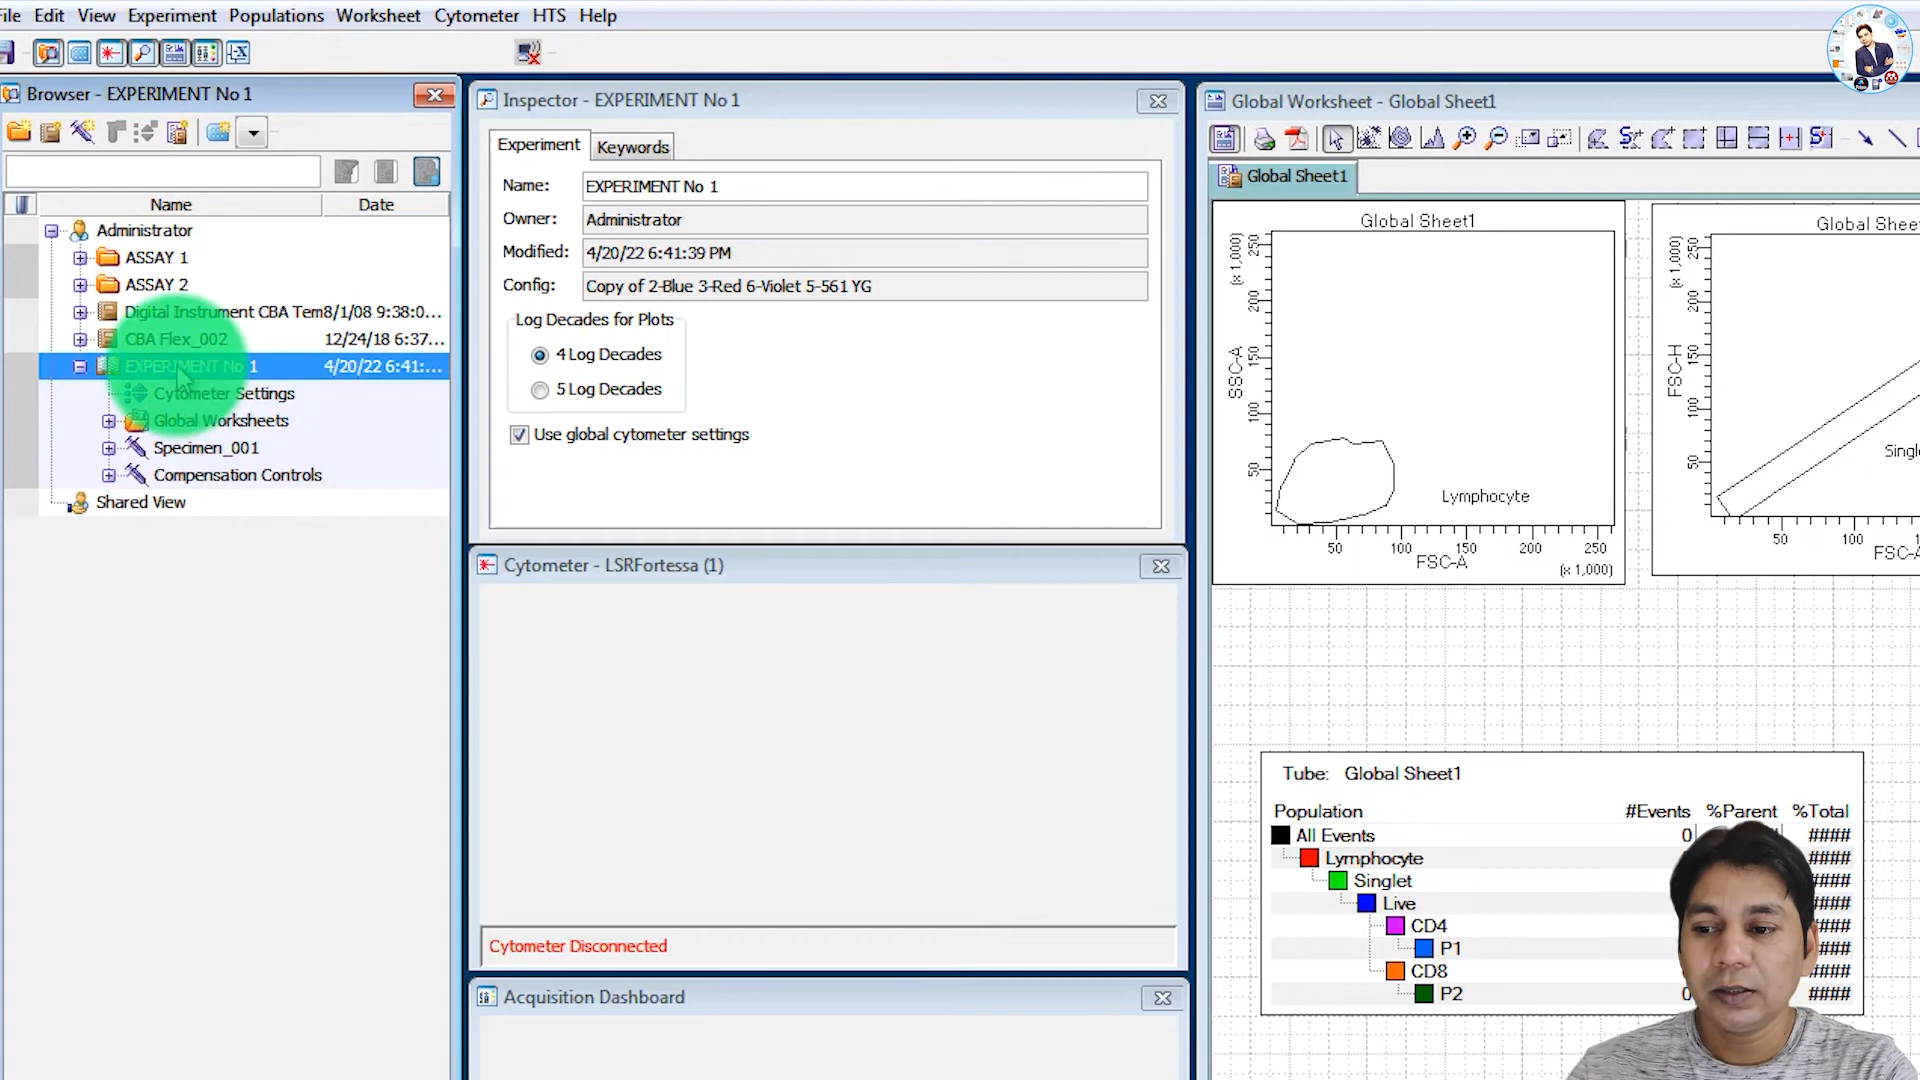 File Edit View Experiment Populations Worksheet Cytometer HTS Help
Browser - EXPERIMENT No 1
Name Date
Administrator
ASSAY 1
ASSAY 2
Digital Instrument CBA Tem8/1/08 9:38:0...
CBA Flex_002 12/24/18 6:37...
EXPERIMENT No 1 4/20/22 6:41:...
Cytometer Settings
Global Worksheets
Specimen_001
Compensation Controls
Shared View
Inspector - EXPERIMENT No 1
Experiment Keywords
Name: EXPERIMENT No 1
Owner: Administrator
Modified: 4/20/22 6:41:39 PM
Config: Copy of 2-Blue 3-Red 6-Violet 5-561 YG
Log Decades for Plots
4 Log Decades
5 Log Decades
Use global cytometer settings
Cytometer - LSRFortessa (1)
Cytometer Disconnected
Acquisition Dashboard
Global Worksheet - Global Sheet1
Global Sheet1
Global Sheet1
SSC-A
(x 1,000)
50 100 150 200 250
Lymphocyte
50 100 150 200 250
FSC-A
(x 1,000)
Global Shee
FSC-H
(x 1,000)
50 100 150 200 250
Singl
50 100 1
FSC-A
Tube: Global Sheet1
Population #Events %Parent %Total
All Events 0 ####
Lymphocyte ####
Singlet ####
Live ####
CD4 ####
P1 ####
CD8 ####
P2 0 ####